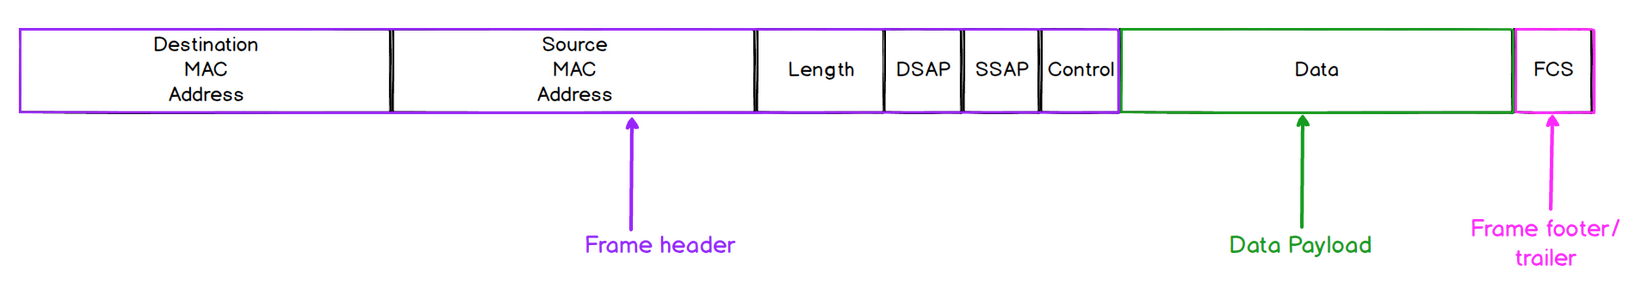 Destination
MAC
Address
Source
MAC
Address
Length
DSAP
SSAP
Control
Data
FCS
Frame header
Data Payload
Frame footer/
trailer